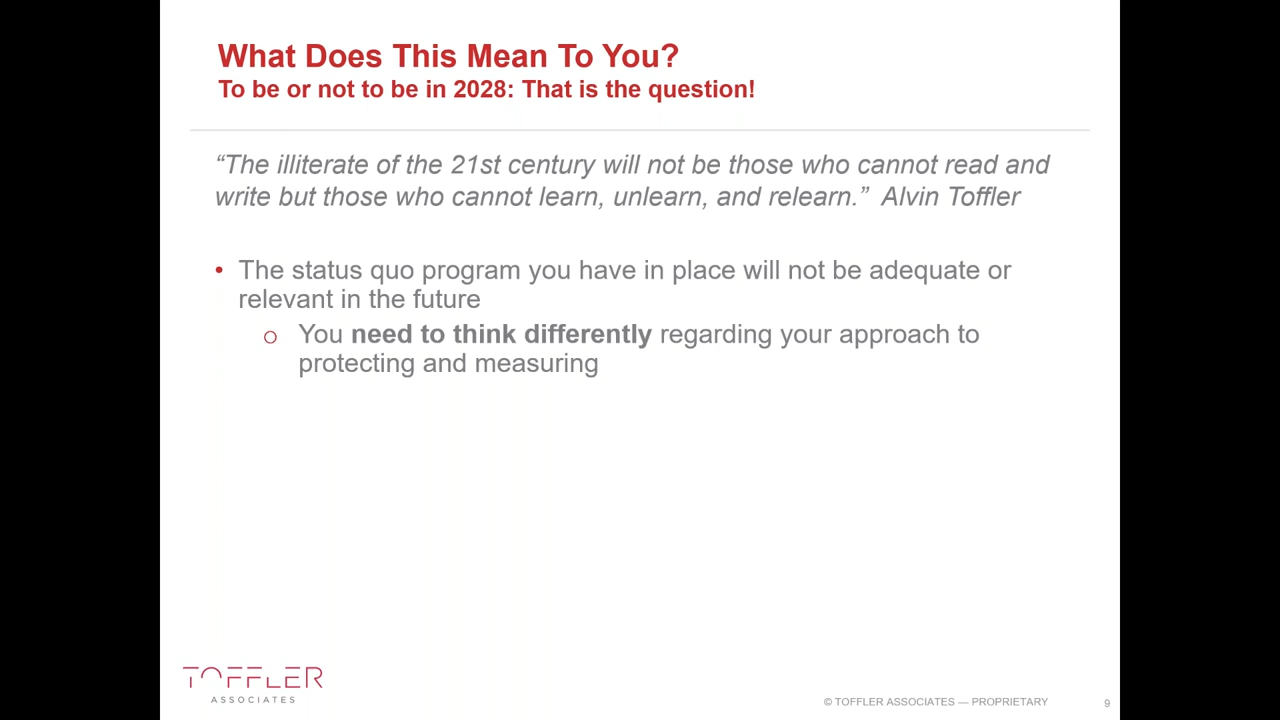 What Does This Mean To You?
To be or not to be in 2028: That is the question!
“The illiterate of the 21st century will not be those who cannot read and
write but those who cannot learn, unlearn, and relearn.”  Alvin Toffler
• The status quo program you have in place will not be adequate or
relevant in the future
o You need to think differently regarding your approach to
protecting and measuring
TOFFLER
ASSOCIATES
© TOFFLER ASSOCIATES — PROPRIETARY
9